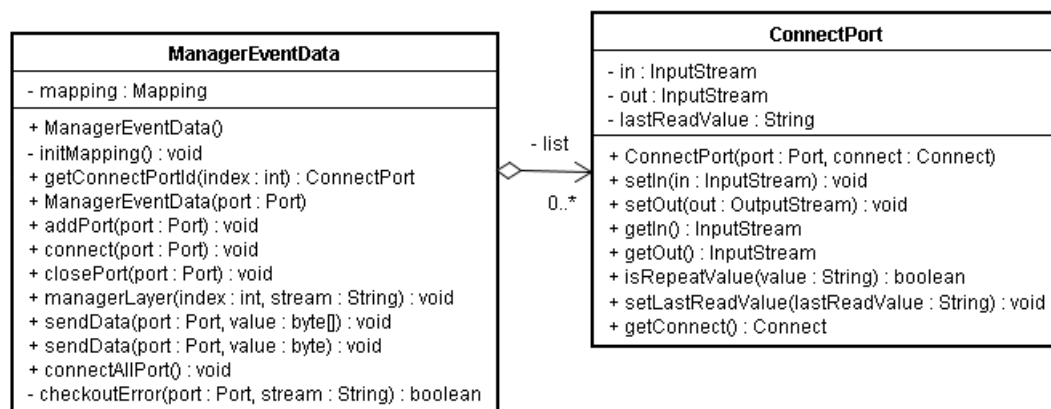 ManagerEventData
- mapping : Mapping
+ ManagerEventData()
- initMapping() : void
+ getConnectPortId(index : int) : ConnectPort
+ ManagerEventData(port : Port)
+ addPort(port : Port) : void
+ connect(port : Port) : void
+ closePort(port : Port) : void
+ managerLayer(index : int, stream : String) : void
+ sendData(port : Port, value : byte[]) : void
+ sendData(port : Port, value : byte) : void
+ connectAllPort() : void
- checkoutError(port : Port, stream : String) : boolean
- list
0..*
ConnectPort
- in : InputStream
- out : InputStream
- lastReadValue : String
+ ConnectPort(port : Port, connect : Connect)
+ setIn(in : InputStream) : void
+ setOut(out : OutputStream) : void
+ getIn() : InputStream
+ getOut() : InputStream
+ isRepeatValue(value : String) : boolean
+ setLastReadValue(lastReadValue : String) : void
+ getConnect() : Connect